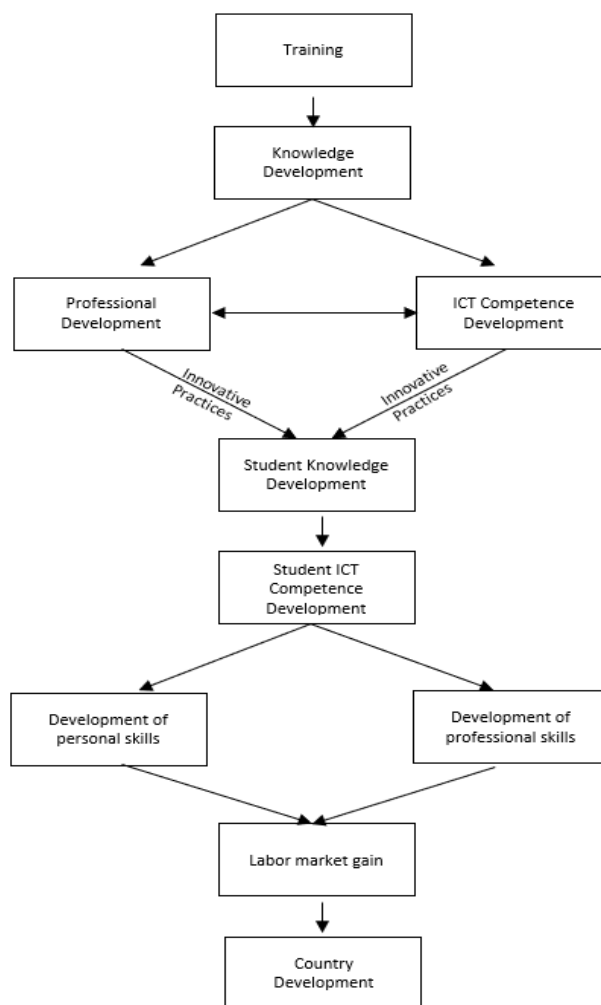 Training
Knowledge
Development
Professional
Development
ICT Competence
Development
Innovative
Practices
Innovative
Practices
Student Knowledge
Development
Student ICT
Competence
Development
Development of
personal skills
Development of
professional skills
Labor market gain
Country
Development